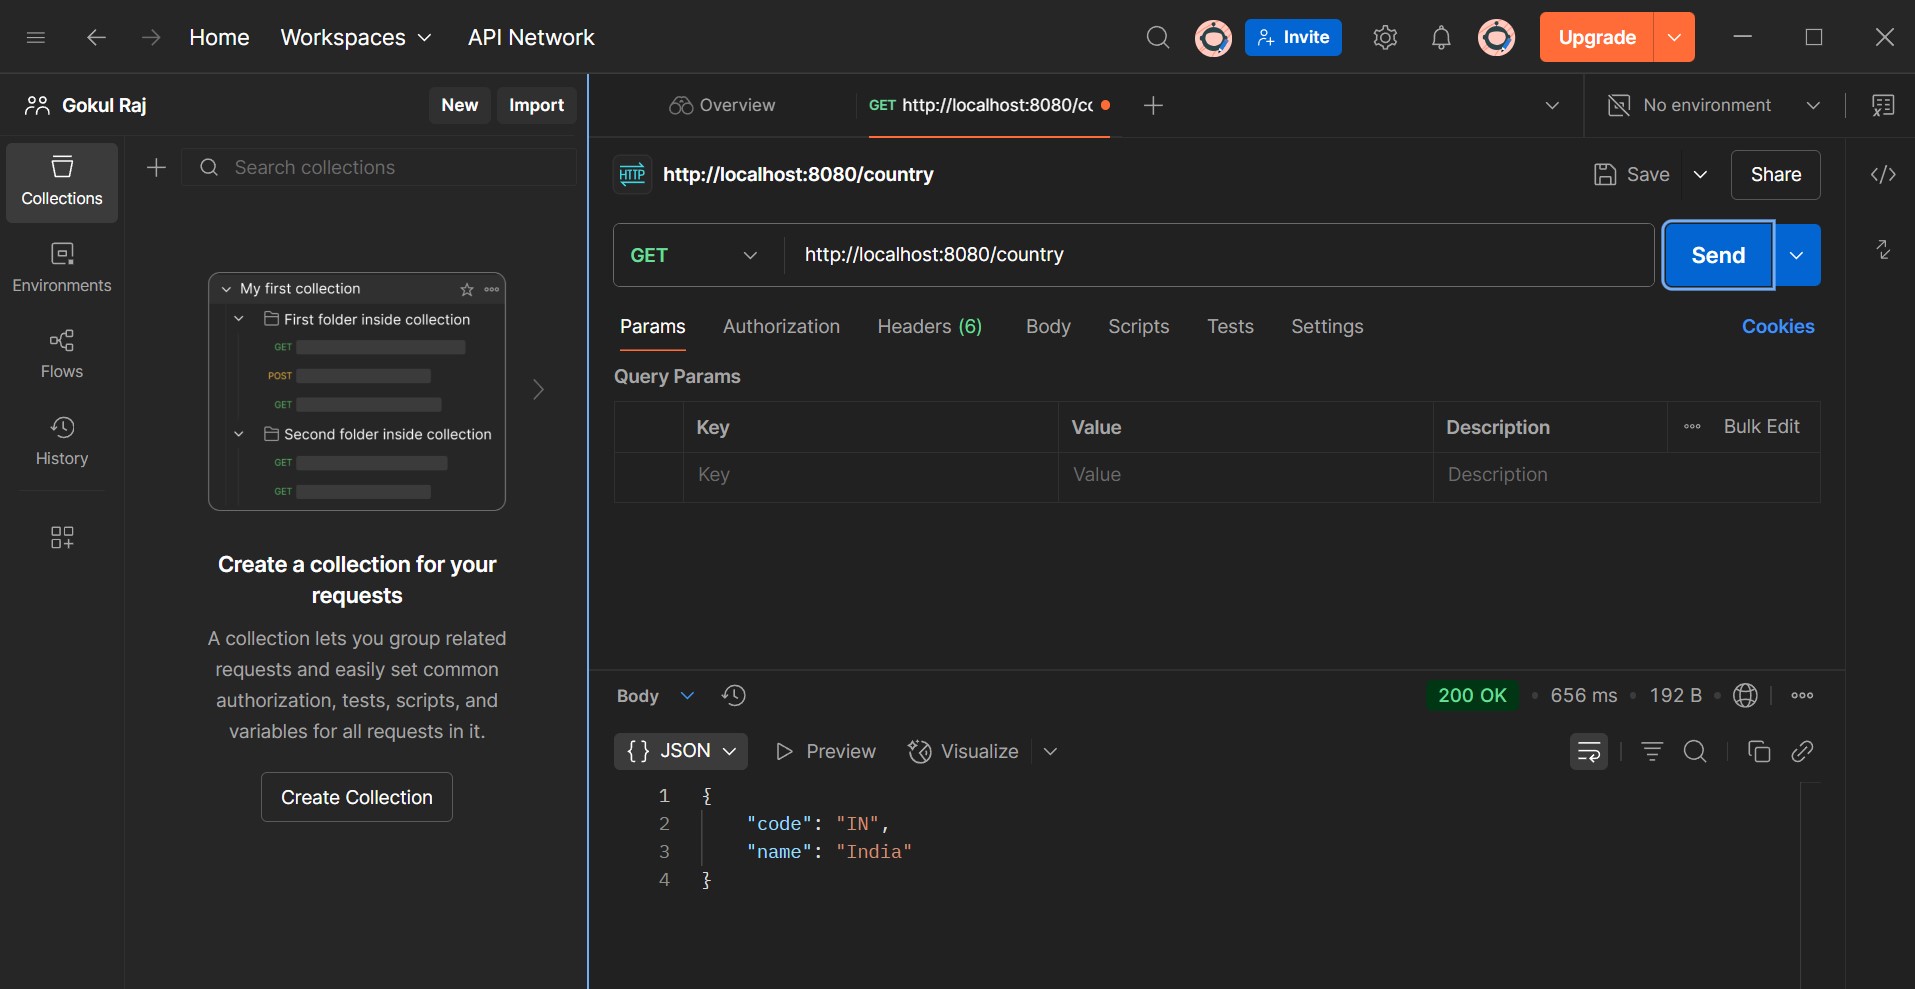 Home Workspaces API Network Invite Upgrade
Gokul Raj New Import
Overview GET http://localhost:8080/cc No environment
Collections
Environments
Flows
History
Search collections
My first collection
First folder inside collection
GET
POST
GET
Second folder inside collection
GET
GET
Create a collection for your
requests
A collection lets you group related
requests and easily set common
authorization, tests, scripts, and
variables for all requests in it.
Create Collection
HTTP http://localhost:8080/country Save Share
GET http://localhost:8080/country Send
Params Authorization Headers (6) Body Scripts Tests Settings Cookies
Query Params
Key Value Description Bulk Edit
Key Value Description
Body 200 OK • 656 ms • 192 B •
{} JSON Preview Visualize
1 {
2 "code": "IN",
3 "name": "India"
4 }